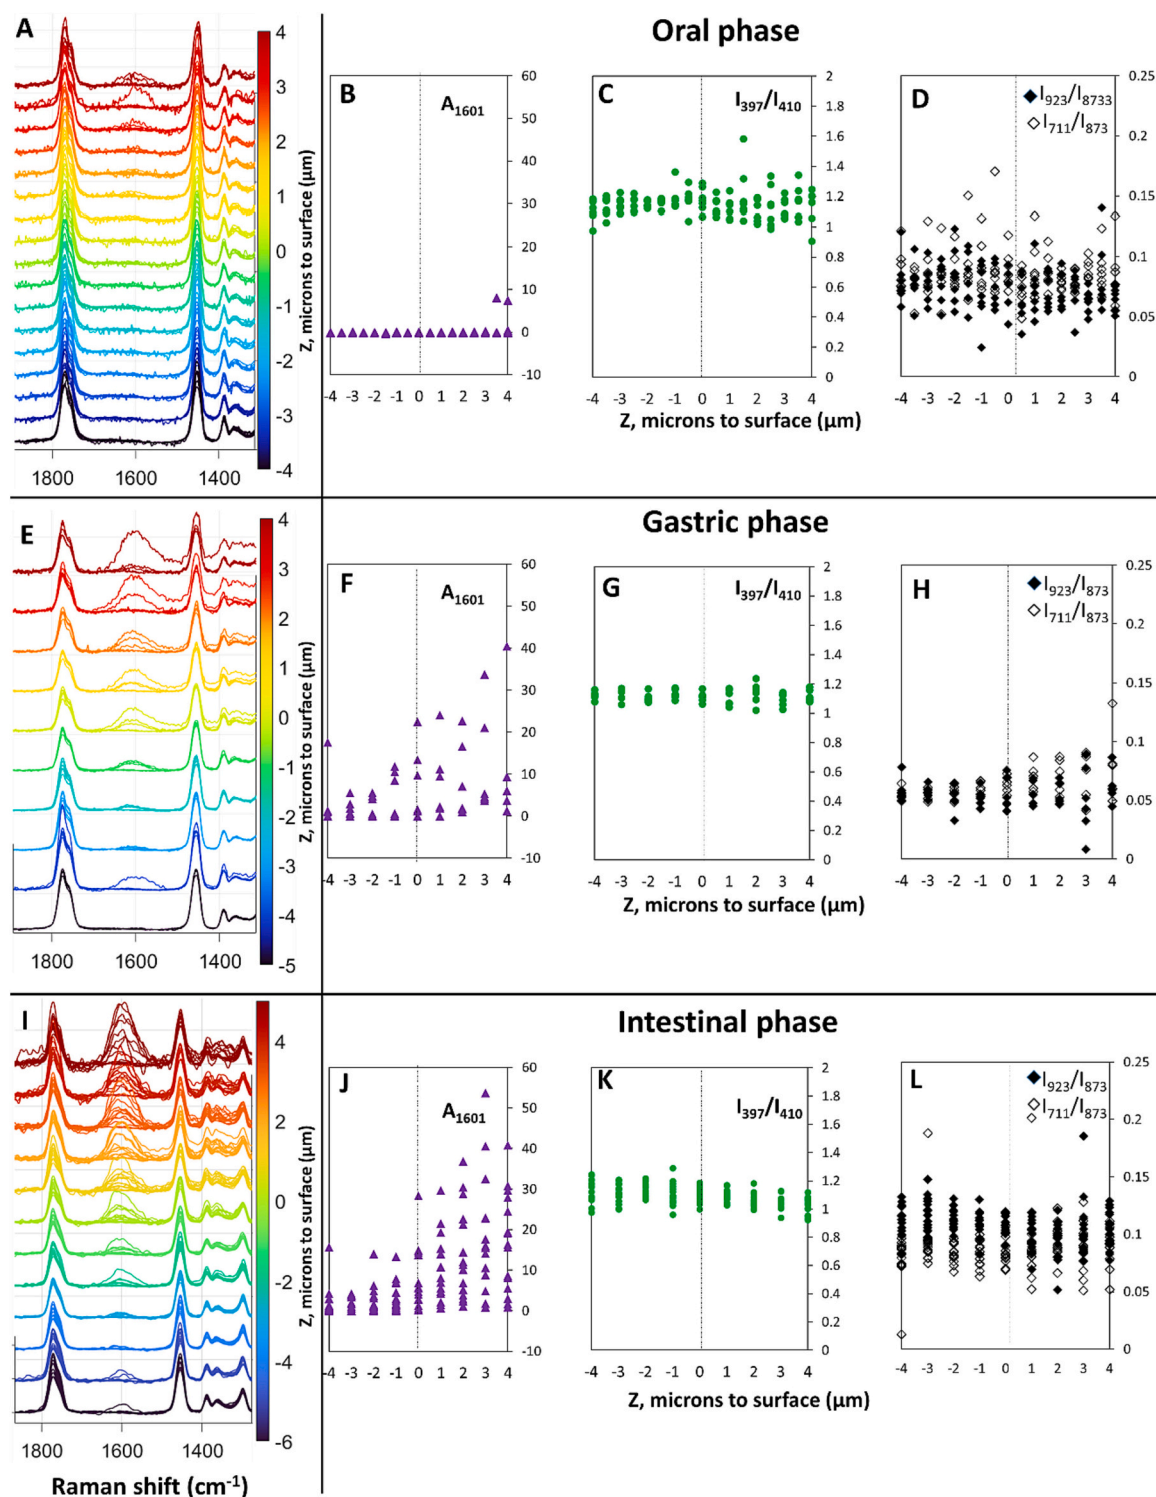 A
4
3
2
1
0
-1
-2
-3
-4
Z, microns to surface (µm)
1800 1600 1400
Oral phase
B
A1601
60
50
40
30
20
10
0
-10
-4 -3 -2 -1 0 1 2 3 4
C
I397/I410
2
1.8
1.6
1.4
1.2
1
0.8
0.6
0.4
0.2
0
-4 -3 -2 -1 0 1 2 3 4
Z, microns to surface (µm)
D
I923/I8733
I711/I873
0.25
0.2
0.15
0.1
0.05
0
-4 -3 -2 -1 0 1 2 3 4
E
4
3
2
1
0
-1
-2
-3
-4
-5
Z, microns to surface (µm)
1800 1600 1400
Gastric phase
F
A1601
60
50
40
30
20
10
0
-10
-4 -3 -2 -1 0 1 2 3 4
G
I397/I410
2
1.8
1.6
1.4
1.2
1
0.8
0.6
0.4
0.2
0
-4 -3 -2 -1 0 1 2 3 4
Z, microns to surface (µm)
H
I923/I873
I711/I873
0.25
0.2
0.15
0.1
0.05
0
-4 -3 -2 -1 0 1 2 3 4
I
4
2
0
-2
-4
-6
Z, microns to surface (µm)
1800 1600 1400
Raman shift (cm-1)
Intestinal phase
J
A1601
60
50
40
30
20
10
0
-10
-4 -3 -2 -1 0 1 2 3 4
K
I397/I410
2
1.8
1.6
1.4
1.2
1
0.8
0.6
0.4
0.2
0
-4 -3 -2 -1 0 1 2 3 4
Z, microns to surface (µm)
L
I923/I873
I711/I873
0.25
0.2
0.15
0.1
0.05
0
-4 -3 -2 -1 0 1 2 3 4